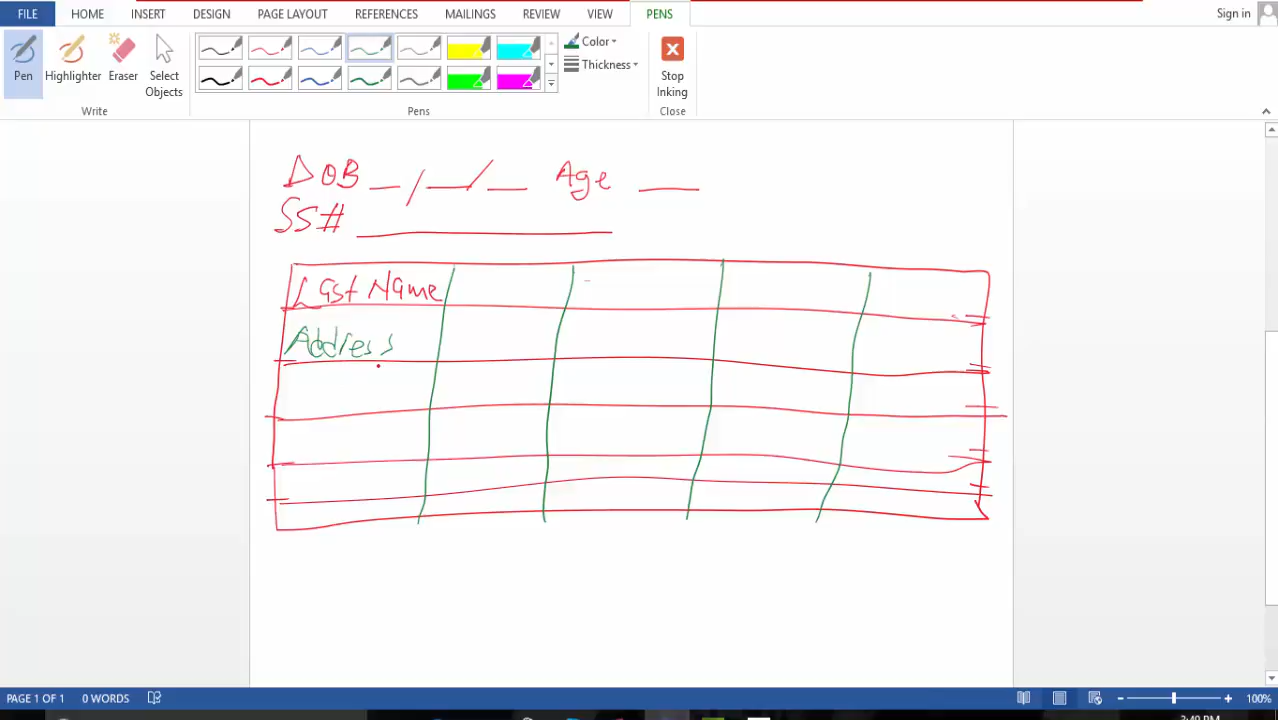 FILE HOME INSERT DESIGN PAGE LAYOUT REFERENCES MAILINGS REVIEW VIEW PENS Sign in
Pen Highlighter Eraser Select Objects Color Thickness Stop Inking
Write Pens Close
DOB __/__/__ Age ___
SS# ___________
Last Name
Address
PAGE 1 OF 1 0 WORDS 100%